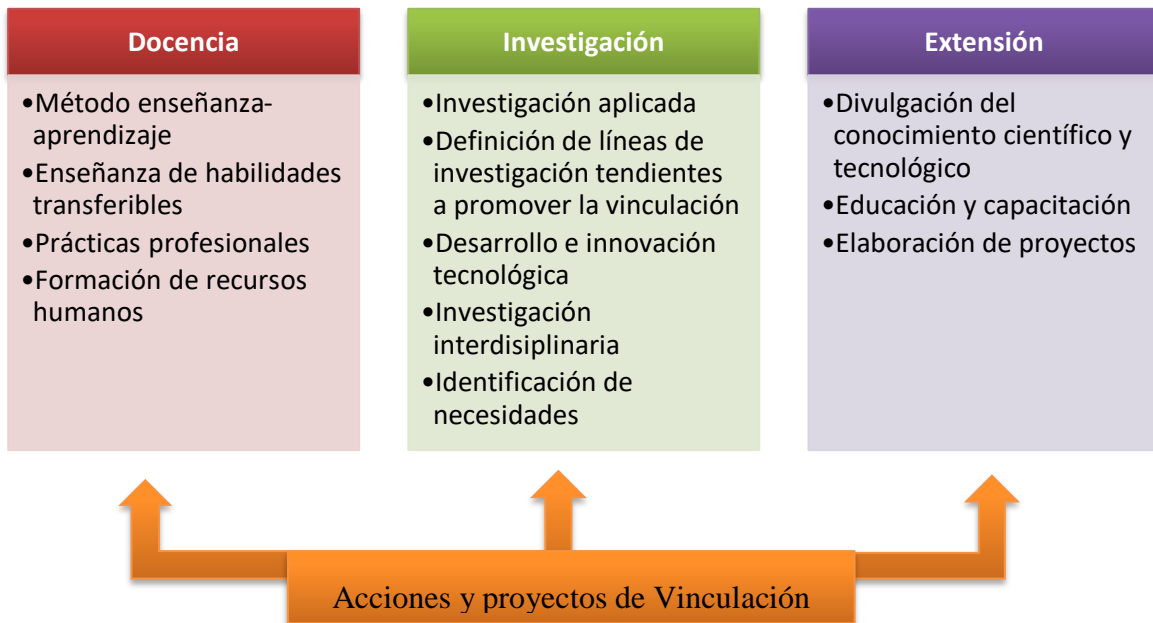 Docencia
•Método enseñanza-
aprendizaje
•Enseñanza de habilidades
transferibles
•Prácticas profesionales
•Formación de recursos
humanos
Investigación
•Investigación aplicada
•Definición de líneas de
investigación tendientes
a promover la vinculación
•Desarrollo e innovación
tecnológica
•Investigación
interdisiplinaria
•Identificación de
necesidades
Extensión
•Divulgación del
conocimiento científico y
tecnológico
•Educación y capacitación
•Elaboración de proyectos
Acciones y proyectos de Vinculación